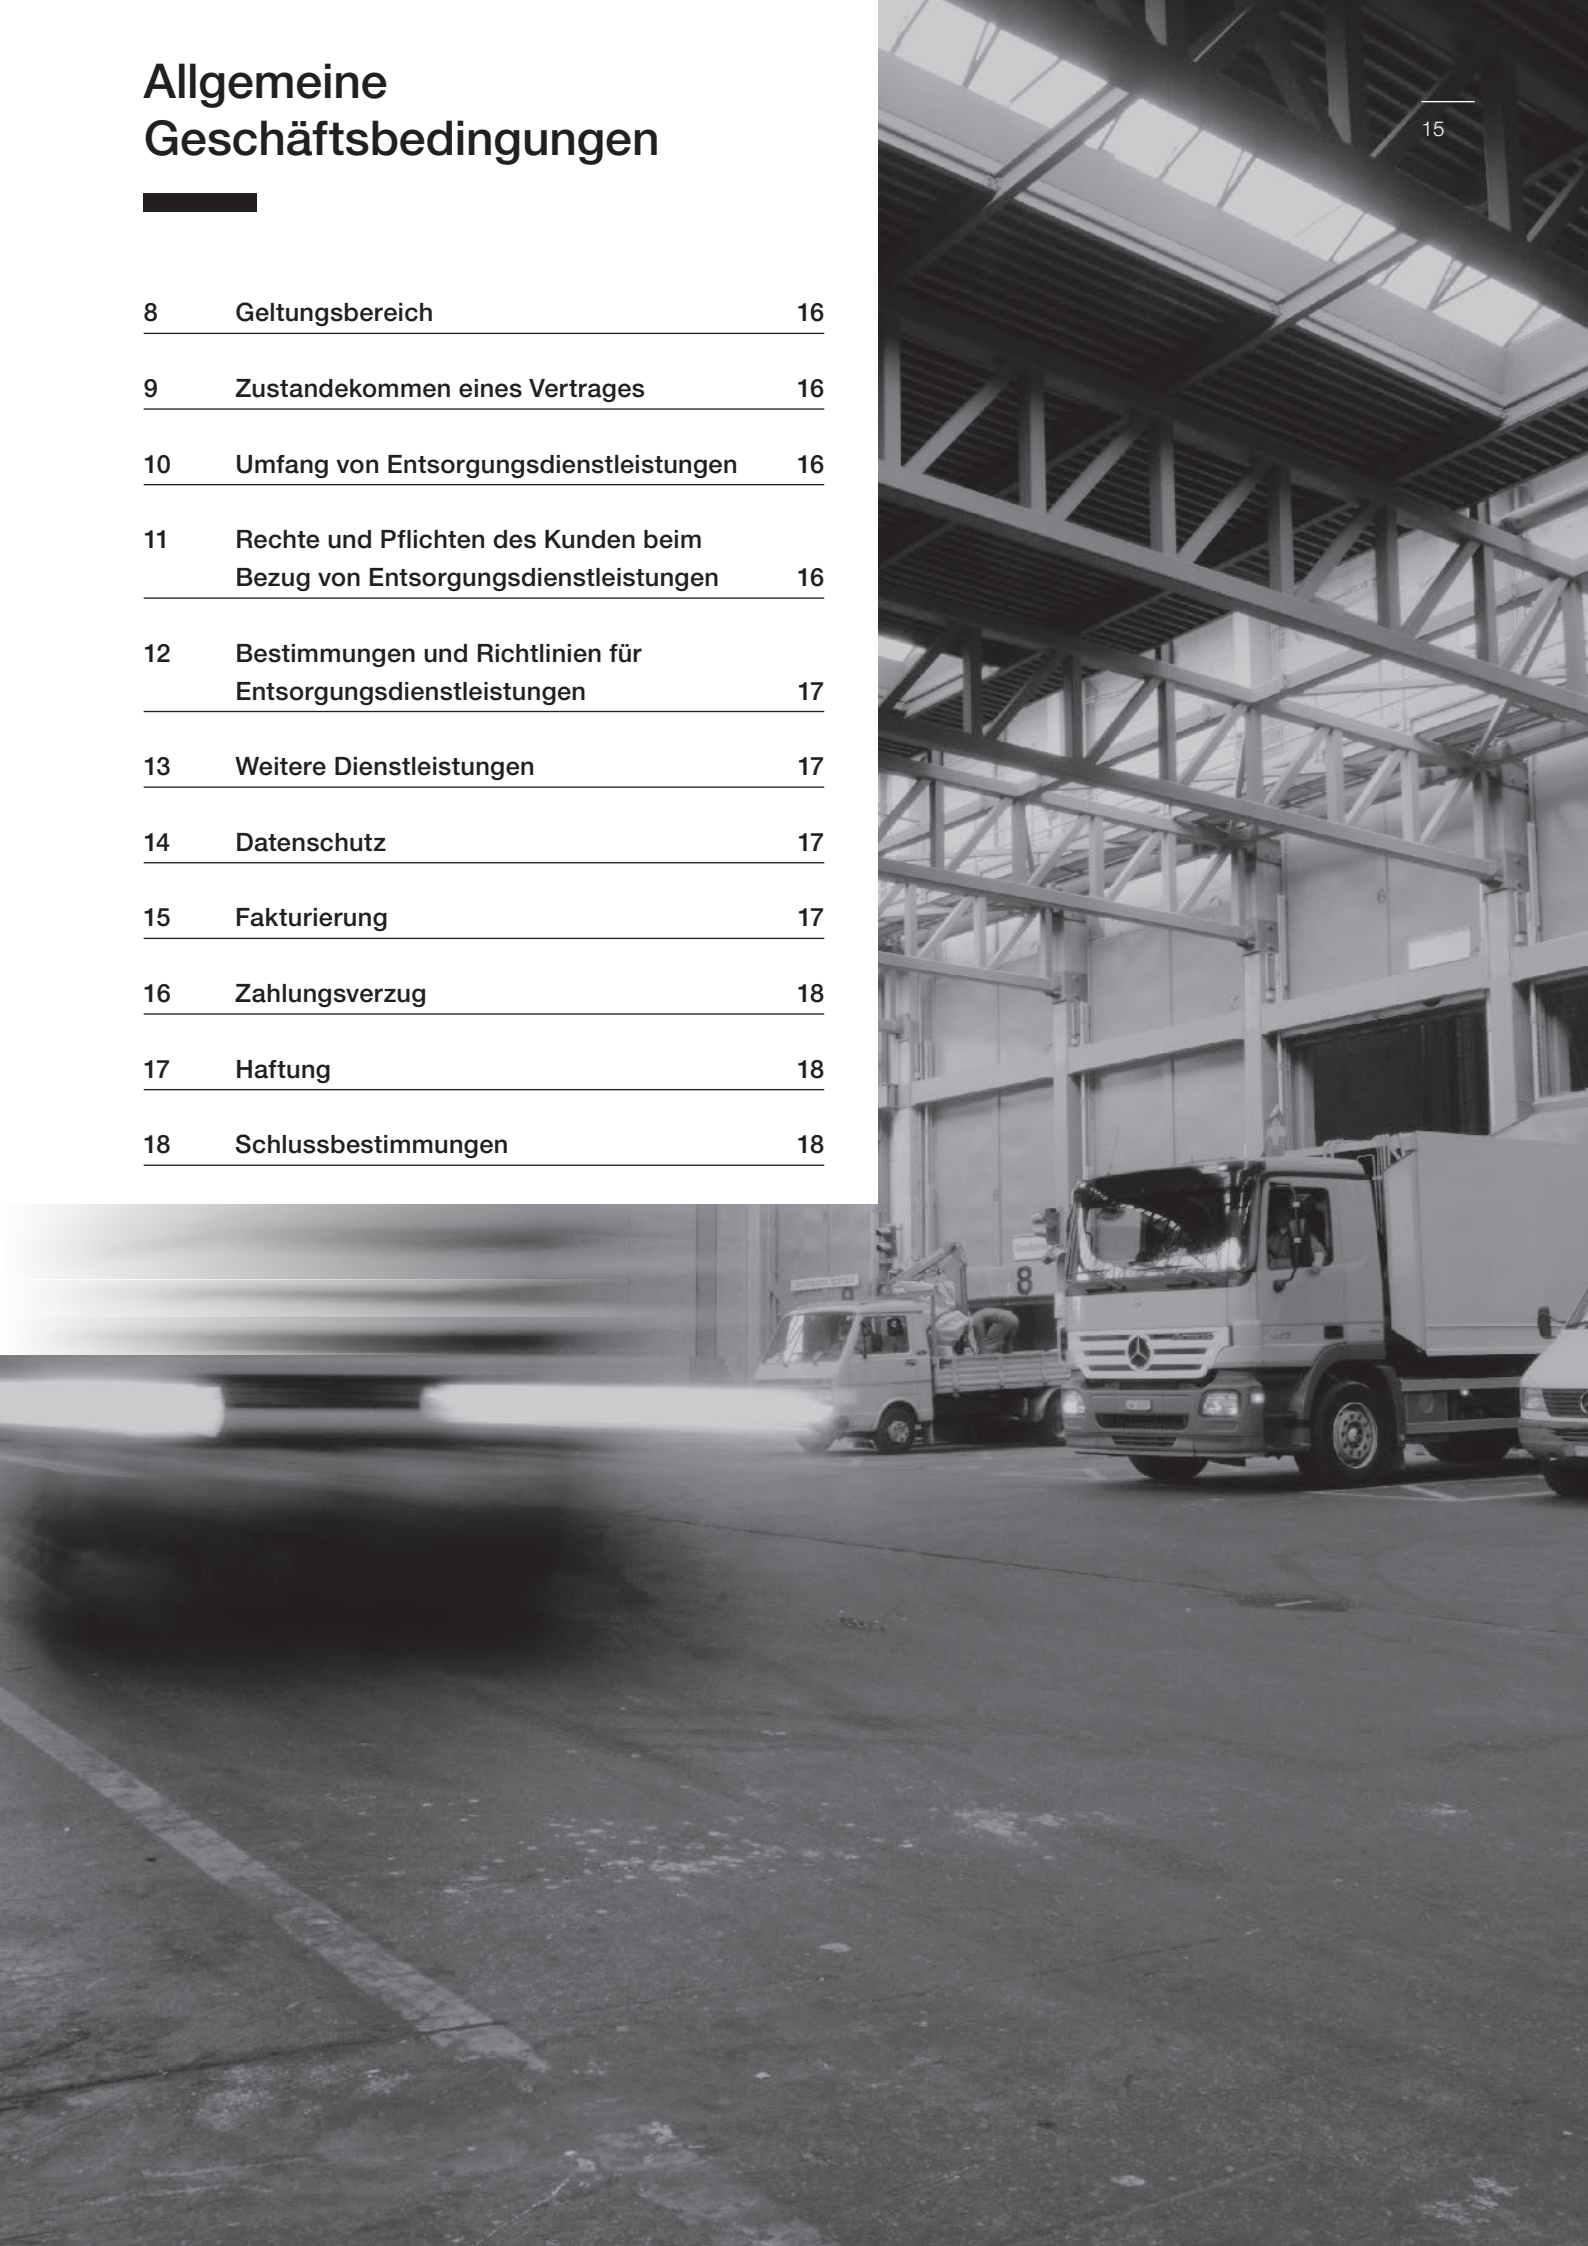 Allgemeine
Geschäftsbedingungen
15
8 Geltungsbereich 16
9 Zustandekommen eines Vertrages 16
10 Umfang von Entsorgungsdienstleistungen 16
11 Rechte und Pflichten des Kunden beim
Bezug von Entsorgungsdienstleistungen 16
12 Bestimmungen und Richtlinien für
Entsorgungsdienstleistungen 17
13 Weitere Dienstleistungen 17
14 Datenschutz 17
15 Fakturierung 17
16 Zahlungsverzug 18
17 Haftung 18
18 Schlussbestimmungen 18
6
8